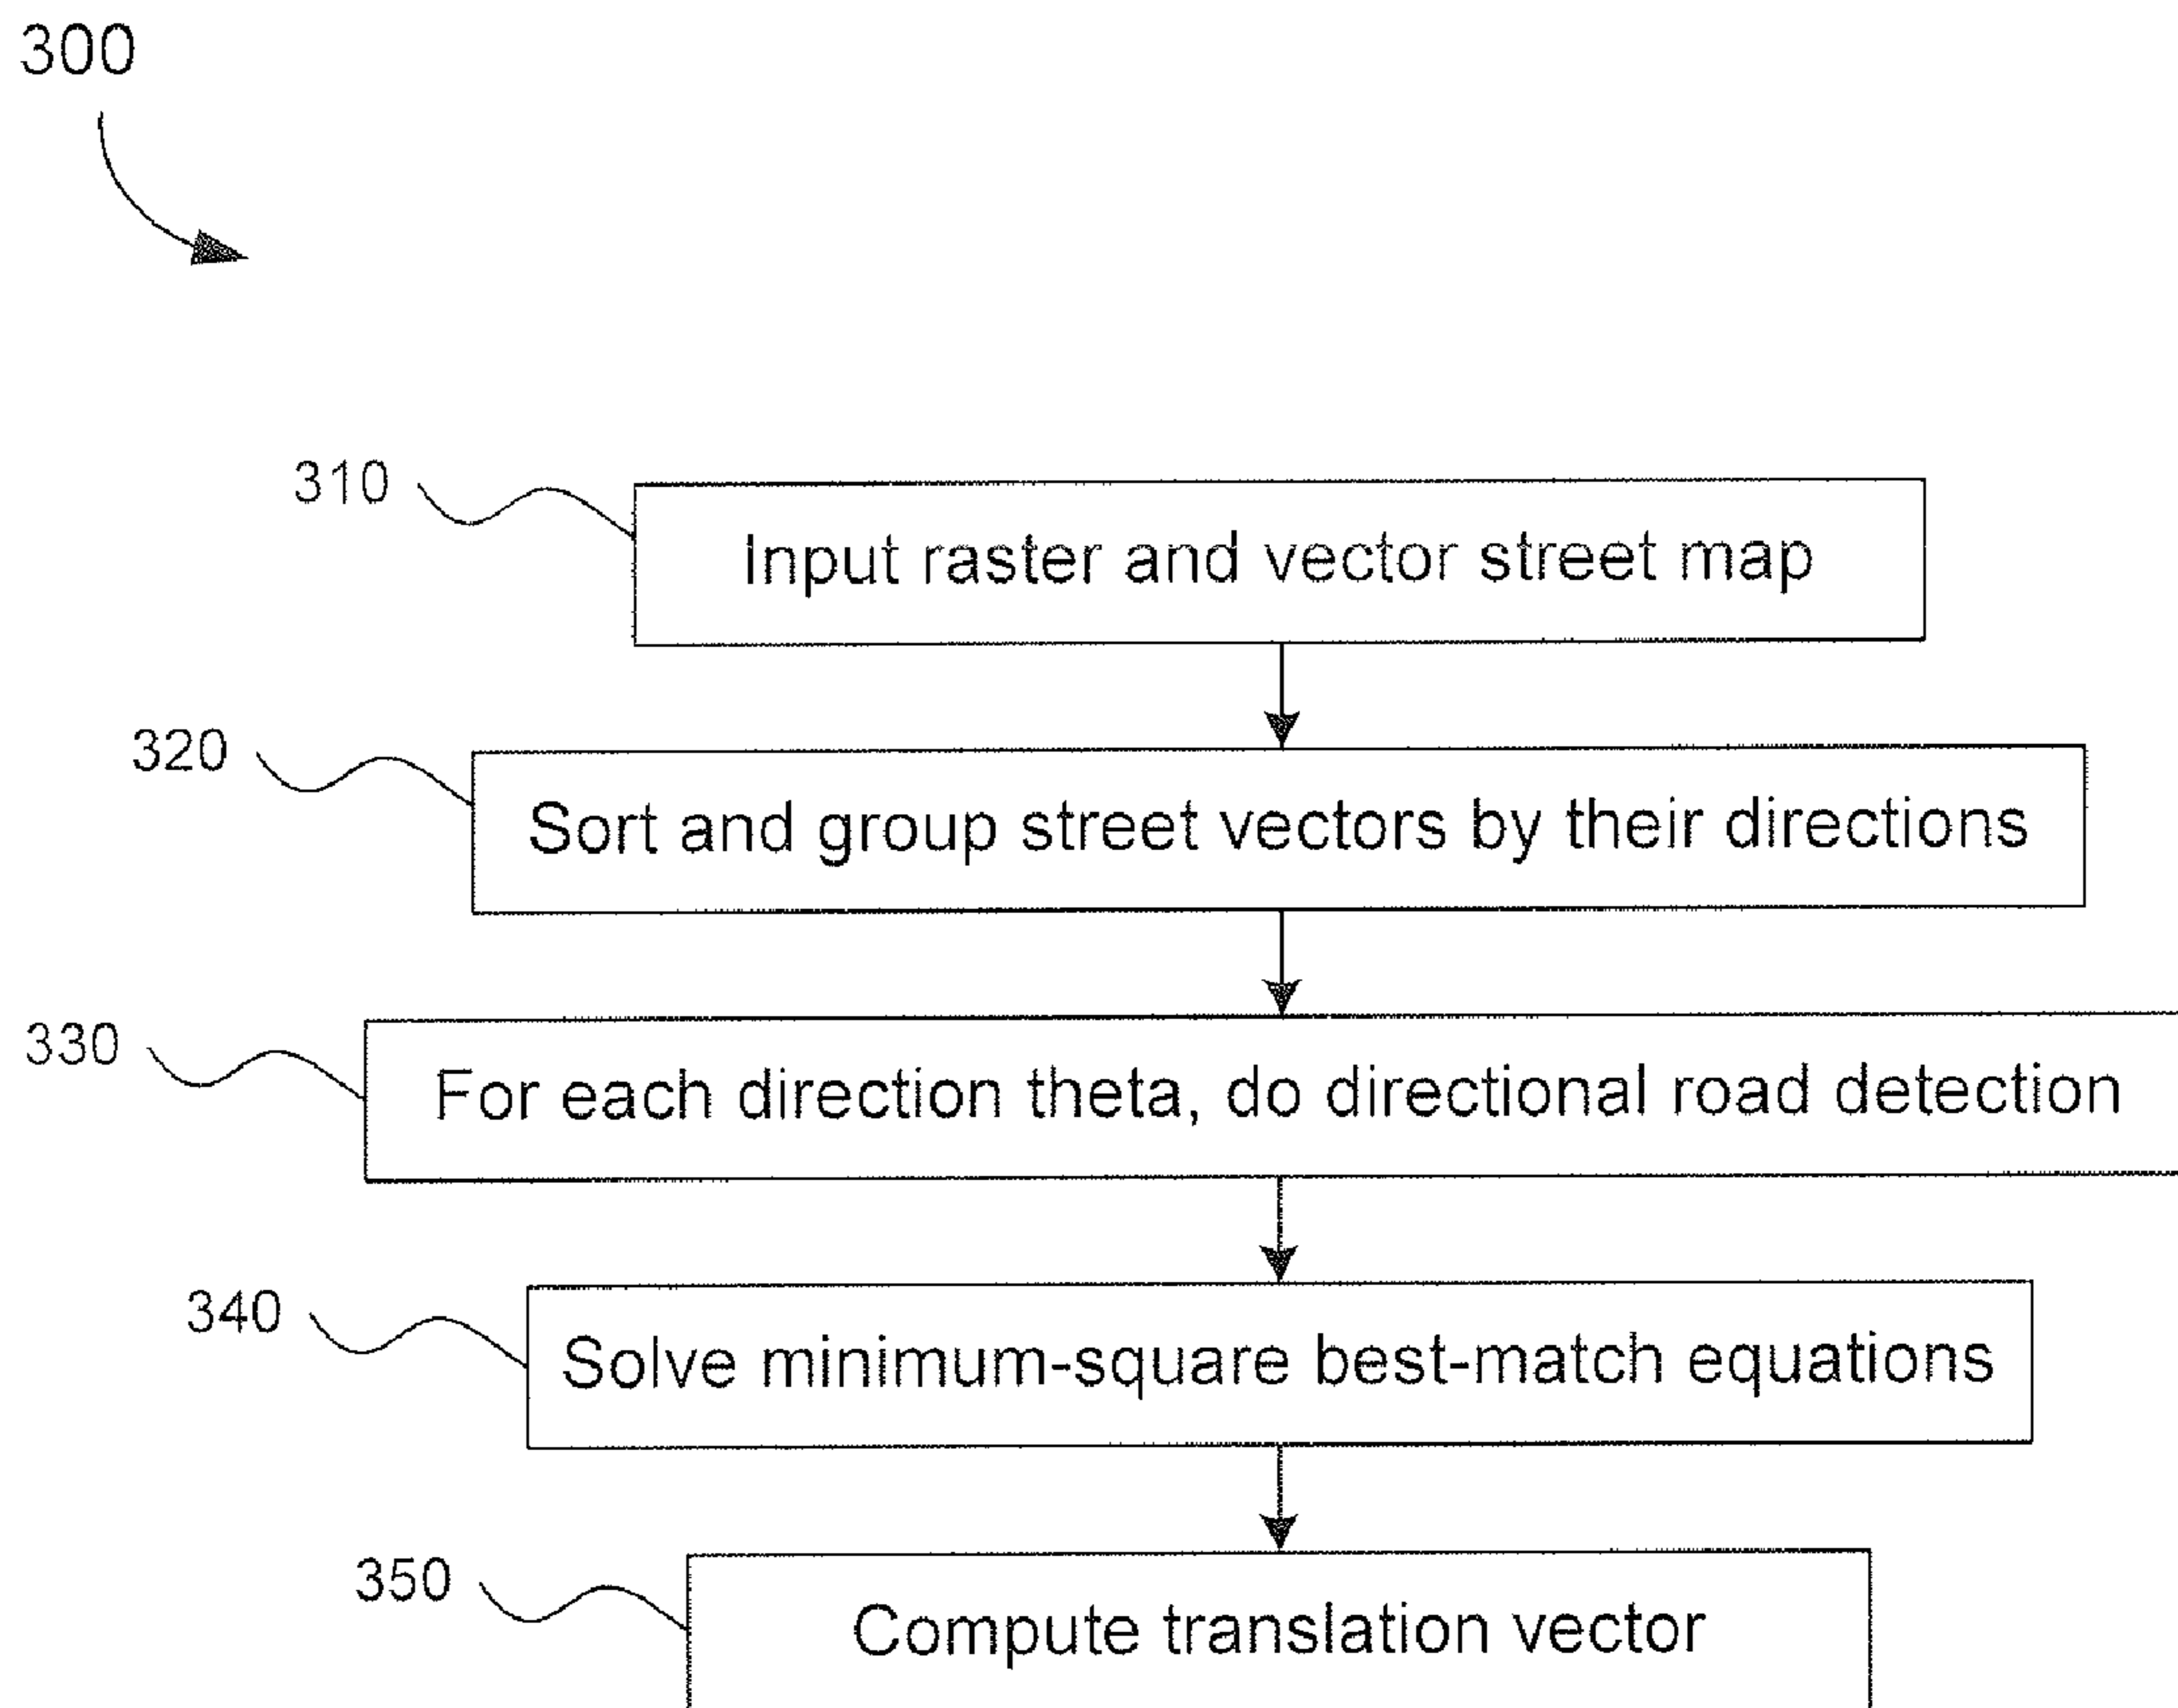 300
310
Input raster and vector street map
320
Sort and group street vectors by their directions
330
For each direction theta, do directional road detection
340
Solve minimum-square best-match equations
350
Compute translation vector